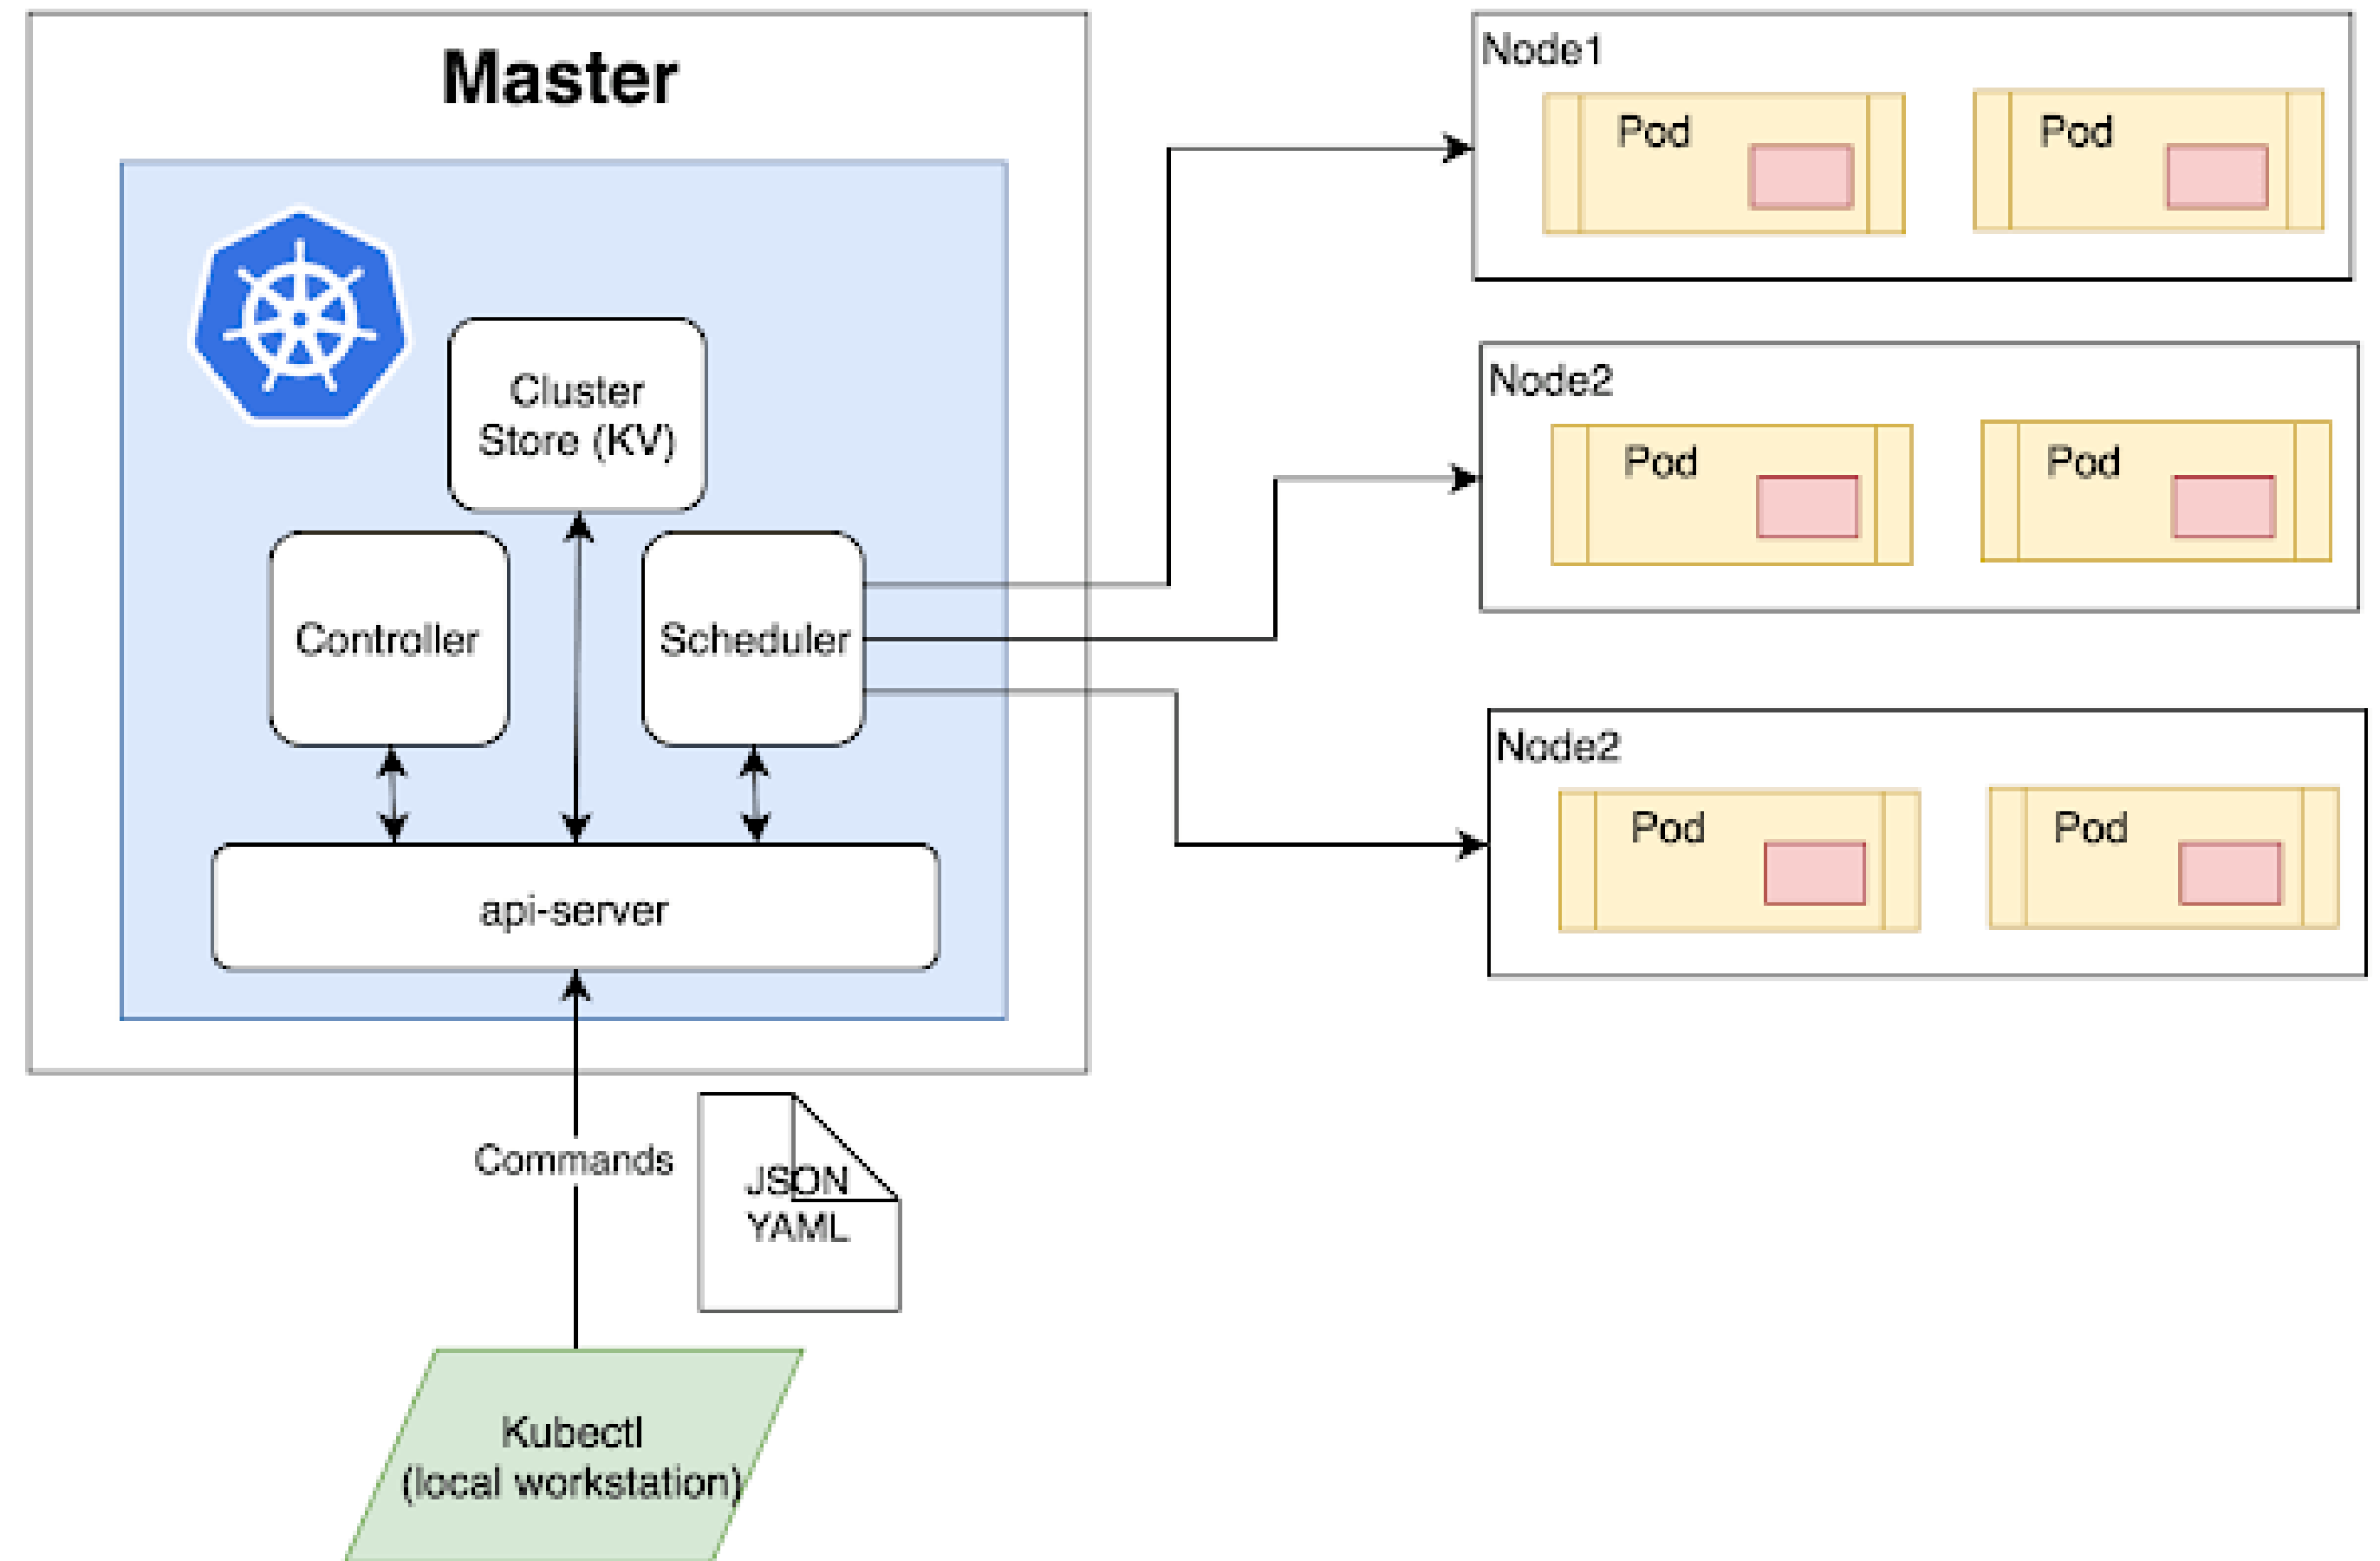 Master
Cluster
Store (KV)
Controller
Scheduler
api-server
Commands
JSON
YAML
Kubectl
(local workstation)
Node1
Pod
Pod
Node2
Pod
Pod
Node2
Pod
Pod